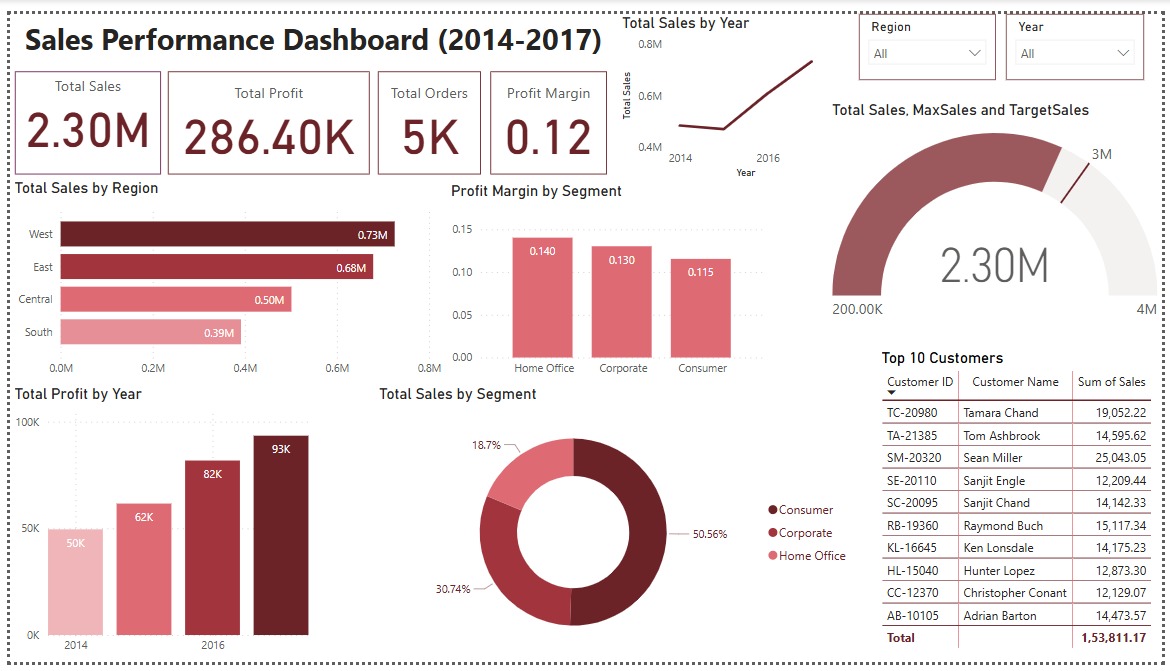 Sales Performance Dashboard (2014-2017)
Total Sales
2.30M
Total Profit
286.40K
Total Orders
5K
Profit Margin
0.12
Total Sales by Year
0.8M
0.6M
0.4M
Total Sales
2014
2016
Year
Region
All
Year
All
Total Sales by Region
West
0.73M
East
0.68M
Central
0.50M
South
0.39M
0.0M
0.2M
0.4M
0.6M
0.8M
Profit Margin by Segment
0.15
0.10
0.05
0.00
0.140
0.130
0.115
Home Office
Corporate
Consumer
Total Sales, MaxSales and TargetSales
3M
2.30M
200.00K
4M
Total Profit by Year
100K
50K
0K
50K
62K
82K
93K
2014
2016
Total Sales by Segment
18.7%
50.56%
30.74%
Consumer
Corporate
Home Office
Top 10 Customers
Customer ID Customer Name Sum of Sales
TC-20980 Tamara Chand 19,052.22
TA-21385 Tom Ashbrook 14,595.62
SM-20320 Sean Miller 25,043.05
SE-20110 Sanjit Engle 12,209.44
SC-20095 Sanjit Chand 14,142.33
RB-19360 Raymond Buch 15,117.34
KL-16645 Ken Lonsdale 14,175.23
HL-15040 Hunter Lopez 12,873.30
CC-12370 Christopher Conant 12,129.07
AB-10105 Adrian Barton 14,473.57
Total 1,53,811.17